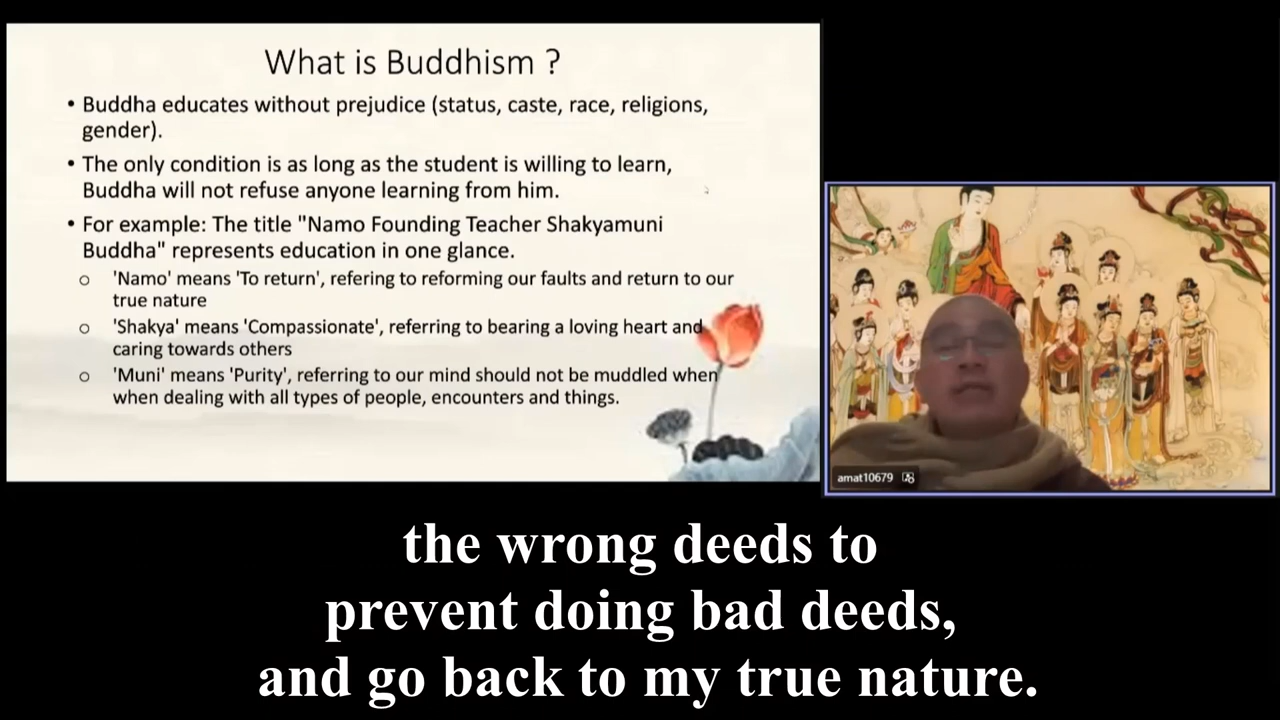 What is Buddhism ?
• Buddha educates without prejudice (status, caste, race, religions,
gender).
• The only condition is as long as the student is willing to learn,
Buddha will not refuse anyone learning from him.
• For example: The title "Namo Founding Teacher Shakyamuni
Buddha" represents education in one glance.
o 'Namo' means 'To return', refering to reforming our faults and return to our
true nature
o 'Shakya' means 'Compassionate', referring to bearing a loving heart and
caring towards others
o 'Muni' means 'Purity', referring to our mind should not be muddled when
when dealing with all types of people, encounters and things.
amat10679
the wrong deeds to
prevent doing bad deeds,
and go back to my true nature.